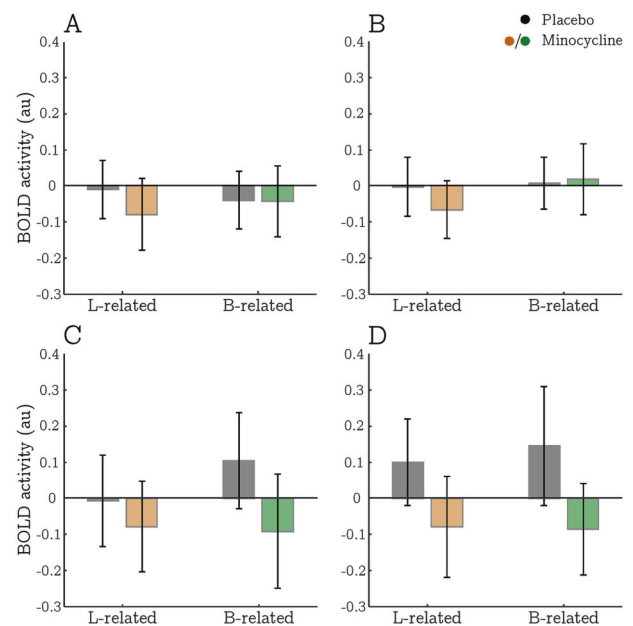 A
B
Placebo
/ Minocycline
0.4
0.3
0.2
0.1
0
-0.1
-0.2
-0.3
BOLD activity (au)
L-related B-related
0.4
0.3
0.2
0.1
0
-0.1
-0.2
-0.3
L-related B-related
C
0.4
0.3
0.2
0.1
0
-0.1
-0.2
-0.3
BOLD activity (au)
L-related B-related
D
0.4
0.3
0.2
0.1
0
-0.1
-0.2
-0.3
L-related B-related